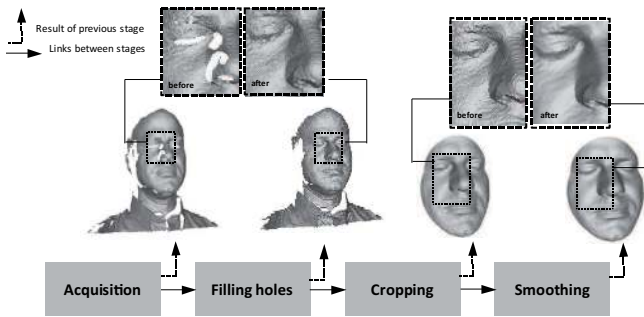 Result of previous stage
Links between stages
before
after
before
after
Acquisition
Filling holes
Cropping
Smoothing